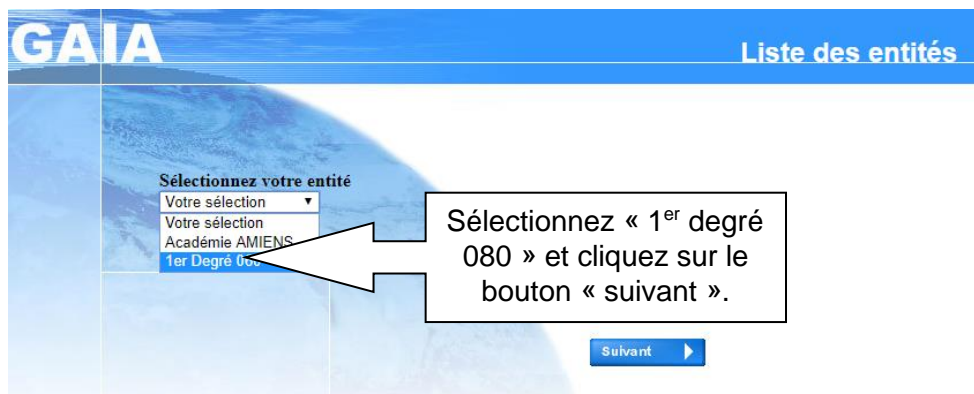 GAIA
Liste des entités
Sélectionnez votre entité
Votre sélection
Votre sélection
Académie AMIENS
1er Degré
Sélectionnez « 1er degré
080 » et cliquez sur le
bouton « suivant ».
Suivant